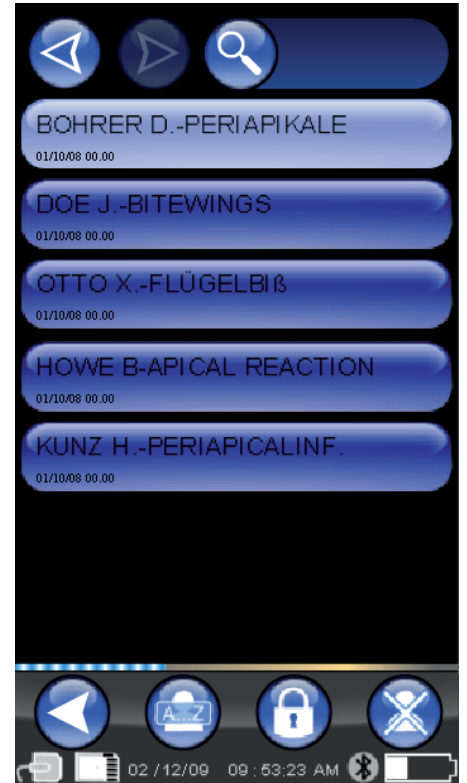 BOHRER D.-PERIAPIKALE
01/10/08 00.00
DOE J.-BITEWINGS
01/10/08 00.00
OTTO X.-FLÜGELBIß
01/10/08 00.00
HOWE B-APICAL REACTION
01/10/08 00.00
KUNZ H.-PERIAPICALINF.
01/10/08 00.00
A...Z
02 /12/09 09 : 53:23 AM